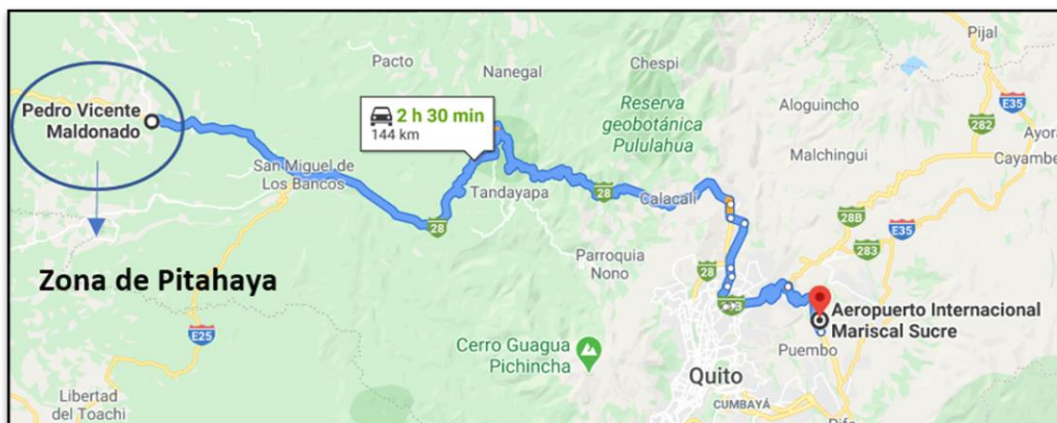 Pijal
Pacto
Nanegal
Chespi
E35
Pedro Vicente
Maldonado
2 h 30 min
144 km
Reserva
geobotánica
Pululahua
Aloguincho
282
Ayora
Malchingui
Cayambe
San Miguel de
Los Bancos
Tandayapa
28
Calacalí
28
28B
E35
283
Parroquia
Nono
28
Zona de Pitahaya
Aeropuerto Internacional
Mariscal Sucre
E25
Cerro Guagua
Pichincha
Puembo
Quito
Libertad
del Toachi
CUMBAYÁ